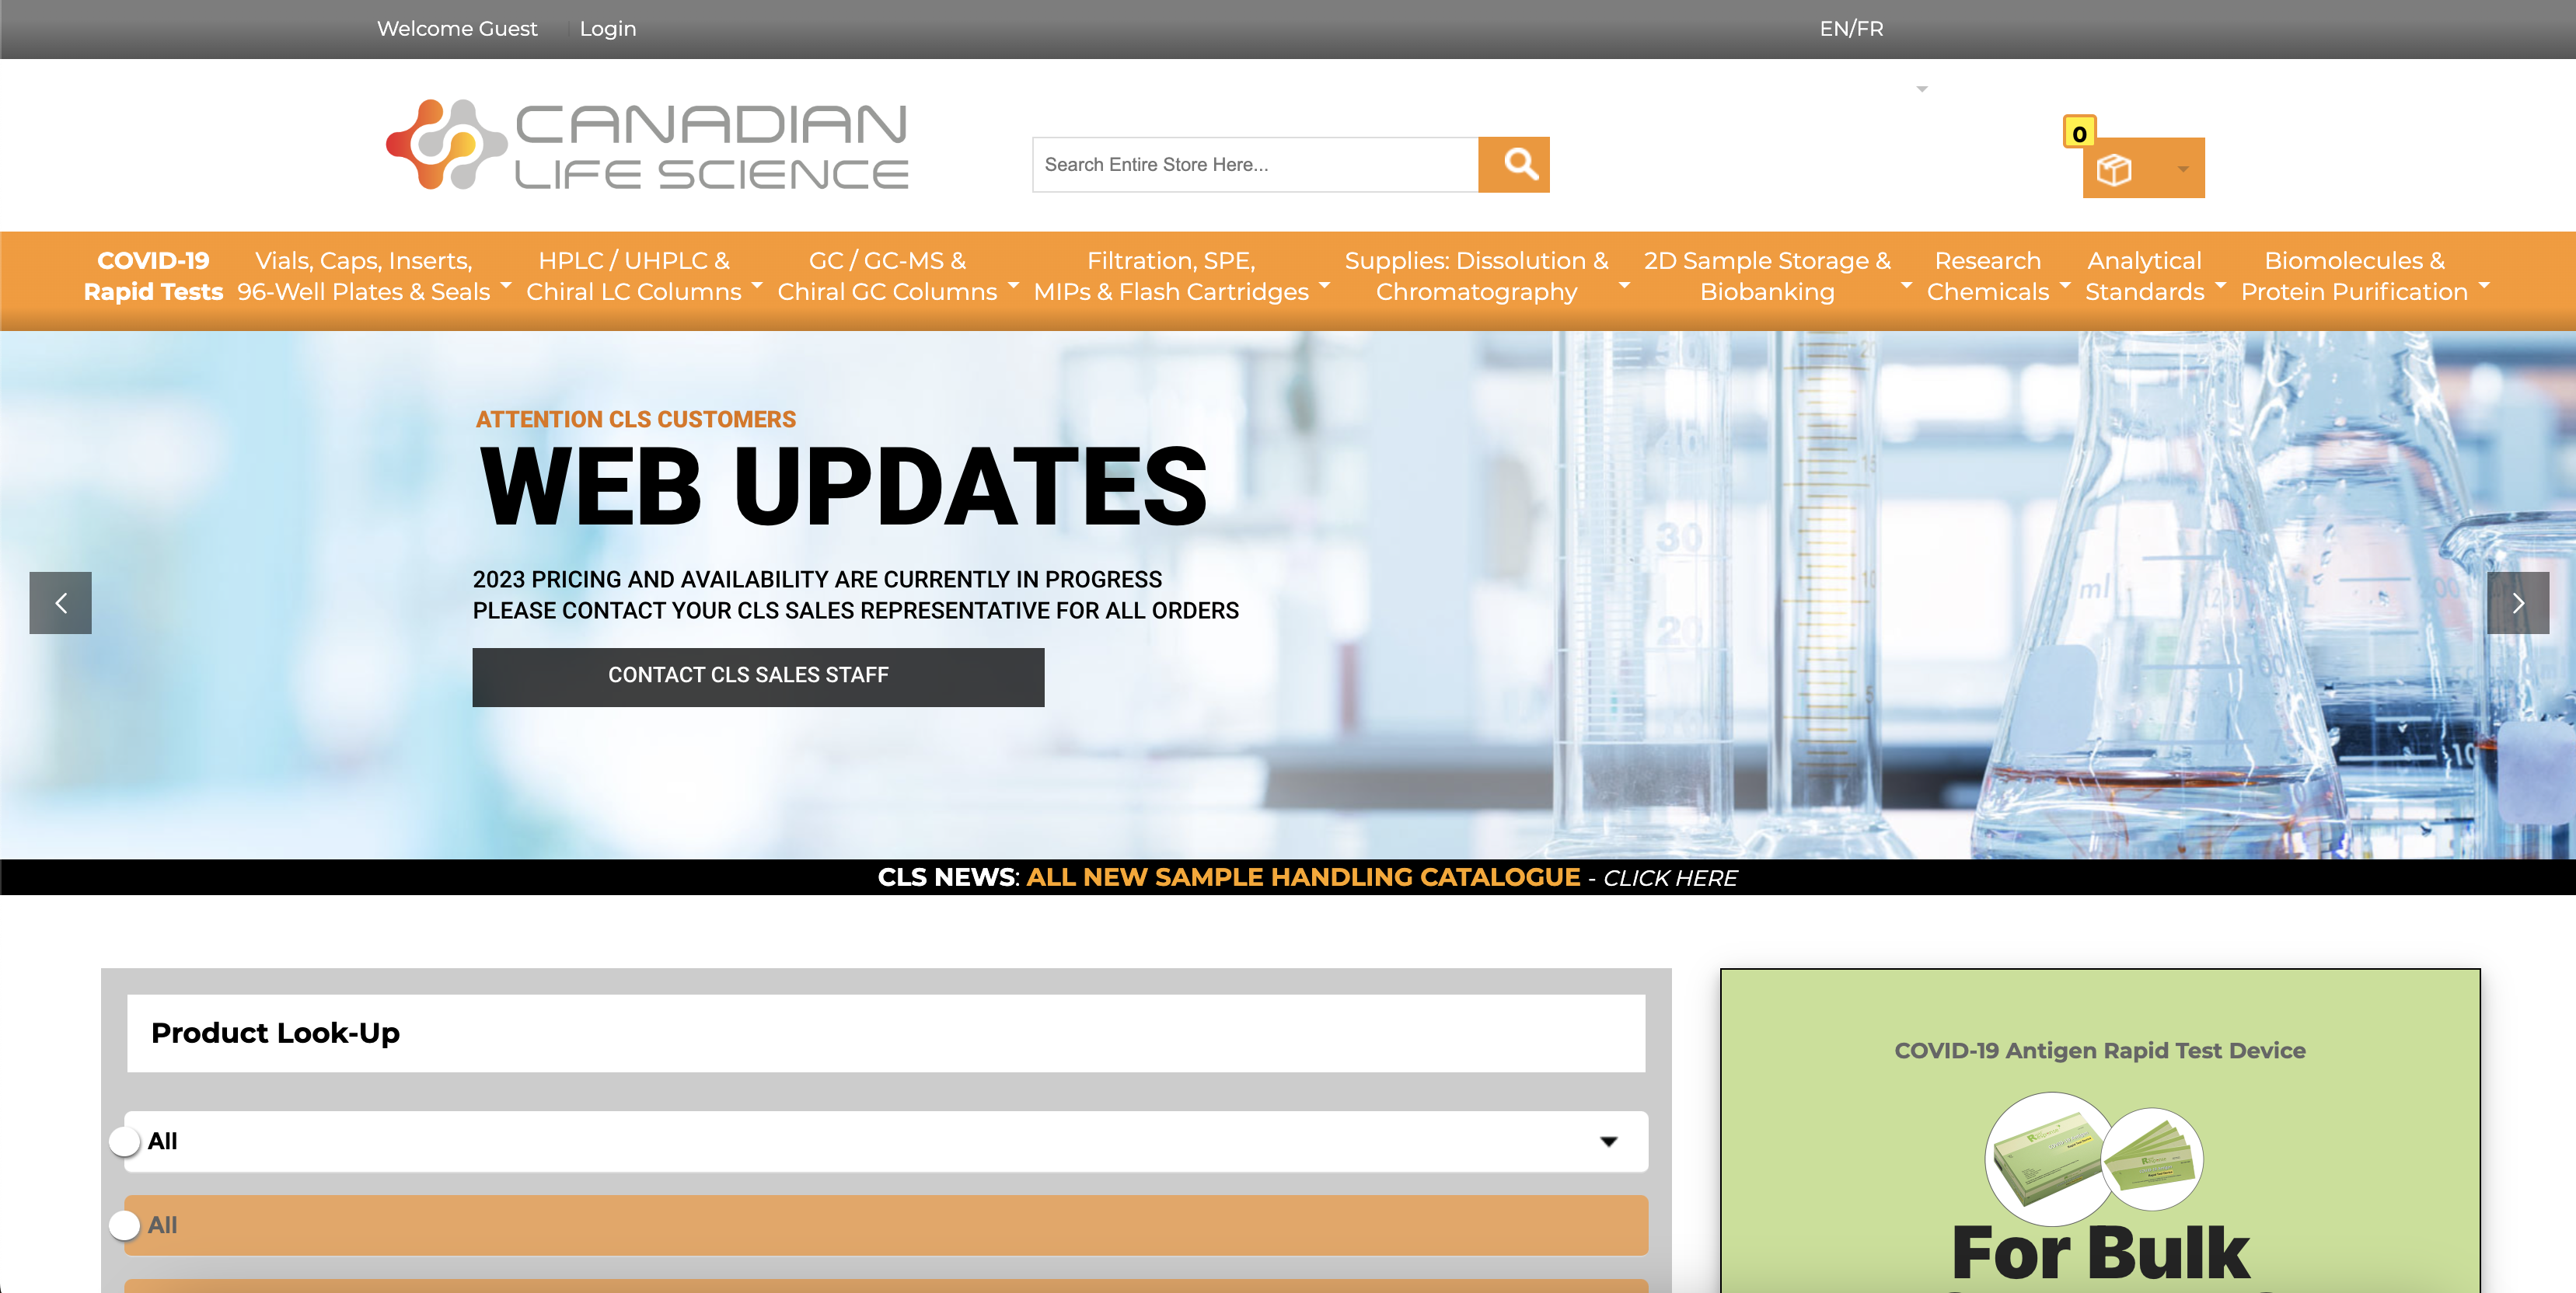 Welcome Guest
Login
EN/FR
CANADIAN
LIFE SCIENCE
Search Entire Store Here...
0
COVID-19
Rapid Tests
Vials, Caps, Inserts,
96-Well Plates & Seals
HPLC / UHPLC &
Chiral LC Columns
GC / GC-MS &
Chiral GC Columns
Filtration, SPE,
MIPs & Flash Cartridges
Supplies: Dissolution &
Chromatography
2D Sample Storage &
Biobanking
Research
Chemicals
Analytical
Standards
Biomolecules &
Protein Purification
ATTENTION CLS CUSTOMERS
WEB UPDATES
2023 PRICING AND AVAILABILITY ARE CURRENTLY IN PROGRESS
PLEASE CONTACT YOUR CLS SALES REPRESENTATIVE FOR ALL ORDERS
CONTACT CLS SALES STAFF
30
20
ml
CLS NEWS: ALL NEW SAMPLE HANDLING CATALOGUE - CLICK HERE
Product Look-Up
All
All
COVID-19 Antigen Rapid Test Device
For Bulk